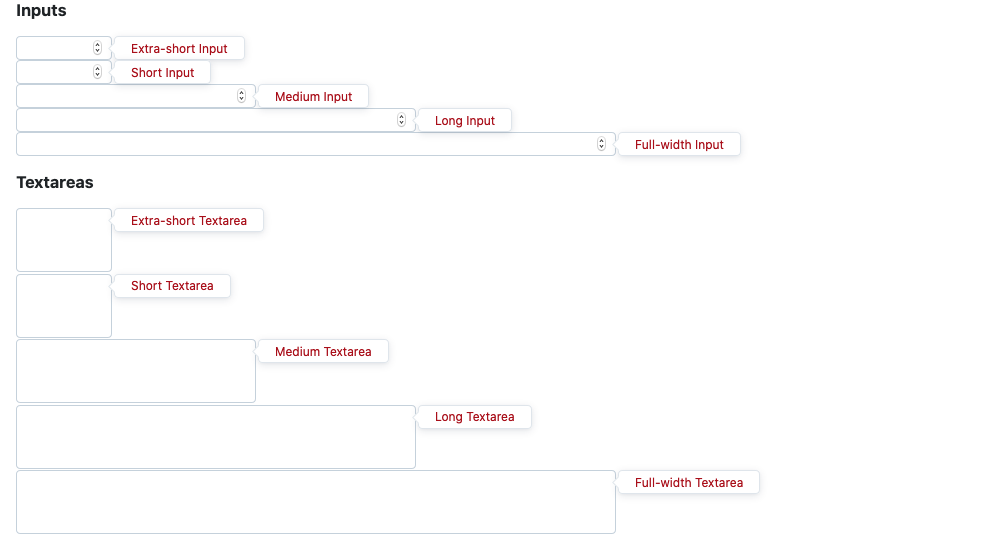 Inputs
Extra-short Input
Short Input
Medium Input
Long Input
Full-width Input
Textareas
Extra-short Textarea
Short Textarea
Medium Textarea
Long Textarea
Full-width Textarea